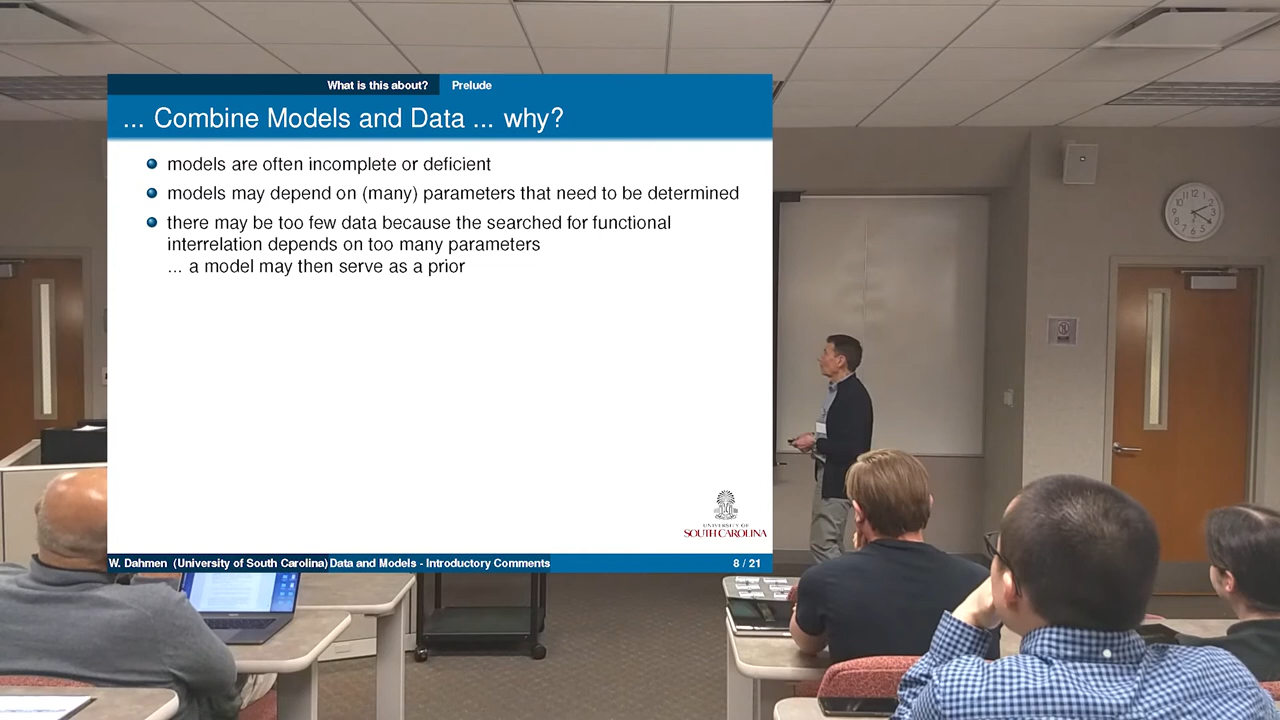 What is this about? Prelude
... Combine Models and Data ... why?
models are often incomplete or deficient
models may depend on (many) parameters that need to be determined
there may be too few data because the searched for functional
interrelation depends on too many parameters
... a model may then serve as a prior
UNIVERSITY OF
SOUTH CAROLINA
W. Dahmen (University of South Carolina) Data and Models - Introductory Comments 8 / 21